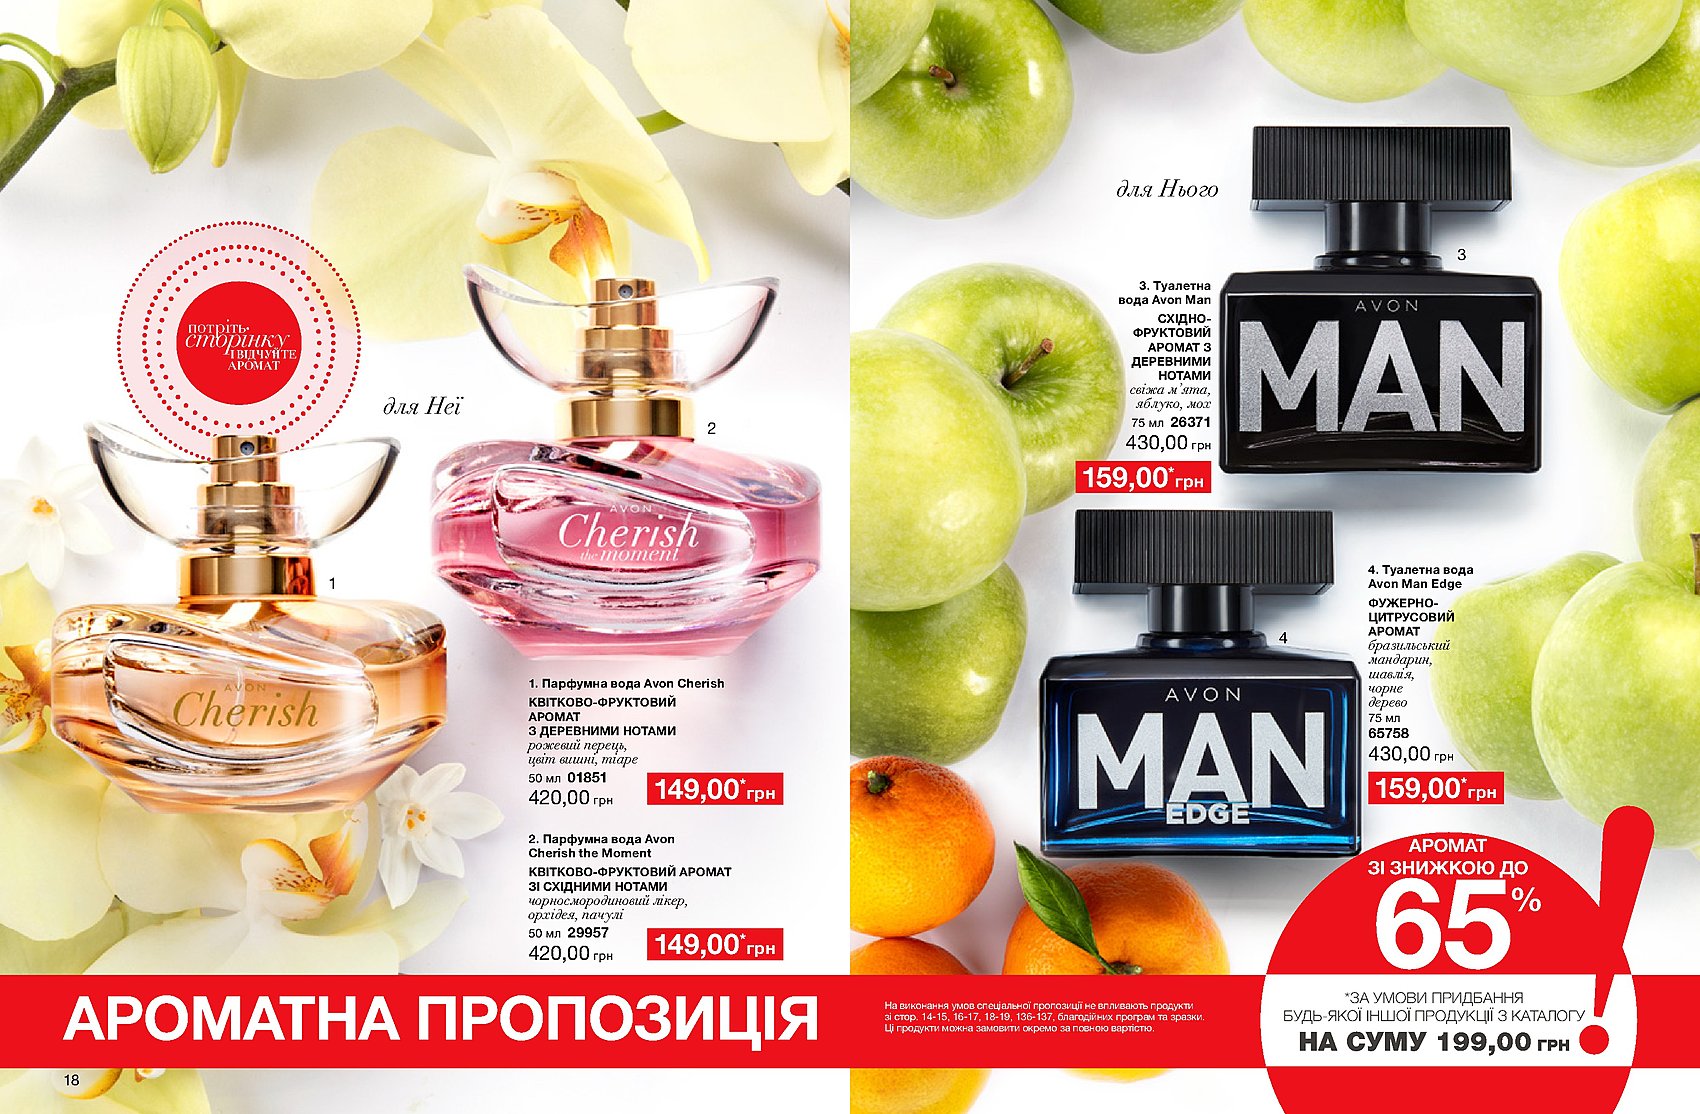 ПОТРІТЬ
сторінку
І ВІДЧУЙТЕ
АРОМАТ
для Неї
1
2
AVON
Cherish
AVON
Cherish
the moment
1. Парфумна вода Avon Cherish
КВІТКОВО-ФРУКТОВИЙ
АРОМАТ
З ДЕРЕВНИМИ НОТАМИ
рожевий перець,
цвіт вишні, тіаре
50 мл 01851
420,00 грн
149,00* грн
2. Парфумна вода Avon
Cherish the Moment
КВІТКОВО-ФРУКТОВИЙ АРОМАТ
ЗІ СХІДНИМИ НОТАМИ
чорносмородиновий лікер,
орхідея, пачулі
50 мл 29957
420,00 грн
149,00* грн
АРОМАТНА ПРОПОЗИЦІЯ
18
для Нього
3
3. Туалетна
вода Avon Man
СХІДНО-
ФРУКТОВИЙ
АРОМАТ З
ДЕРЕВНИМИ
НОТАМИ
свіжа м'ята,
яблуко, мох
75 мл 26371
430,00 грн
159,00* грн
AVON
MAN
4
AVON
MAN
EDGE
4. Туалетна вода
Avon Man Edge
ФУЖЕРНО-
ЦИТРУСОВИЙ
АРОМАТ
бразильський
мандарин,
шавлія,
чорне
дерево
75 мл
65758
430,00 грн
159,00* грн
АРОМАТ
ЗІ ЗНИЖКОЮ ДО
65%
*ЗА УМОВИ ПРИДБАННЯ
БУДЬ-ЯКОЇ ІНШОЇ ПРОДУКЦІЇ З КАТАЛОГУ
НА СУМУ 199,00 ГРН
На виконання умов спеціальної пропозиції не впливають продукти
зі стор. 14-15, 16-17, 18-19, 136-137, благодійних програм та зразки.
Ці продукти можна замовити окремо за повною вартістю.